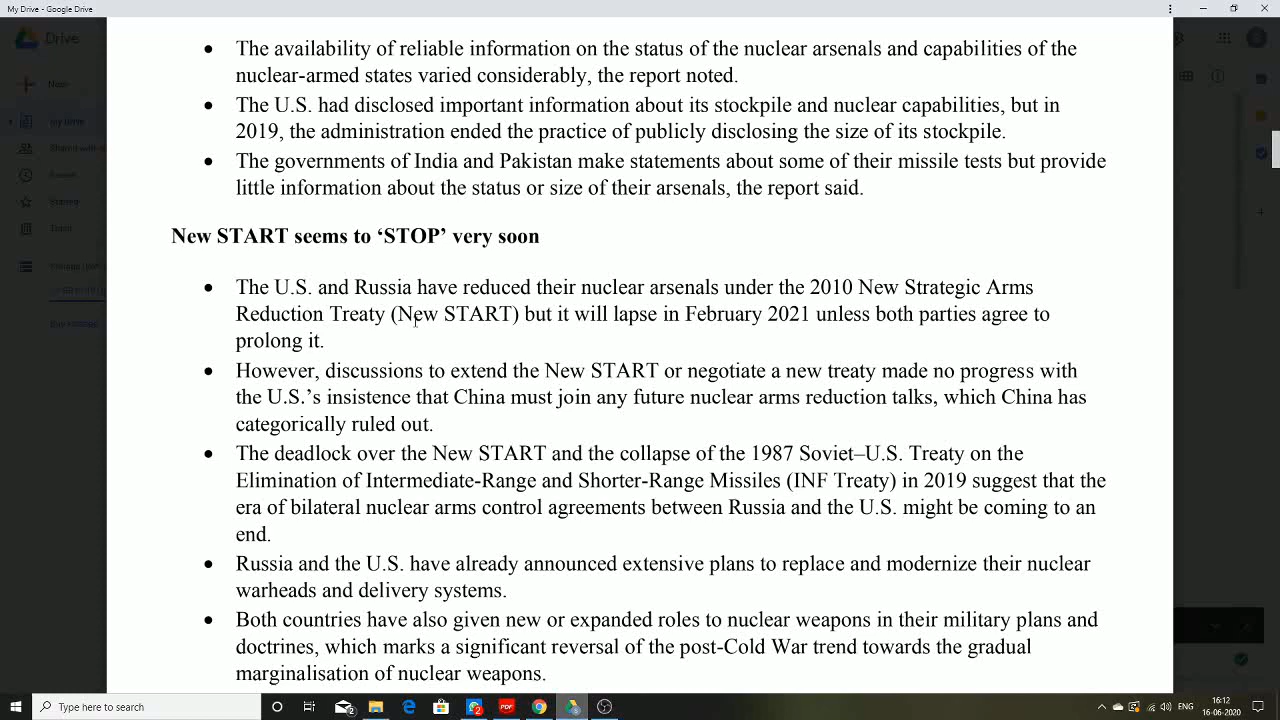 My Drive - Google Drive
Drive
New
My Drive
Trash
The availability of reliable information on the status of the nuclear arsenals and capabilities of the
nuclear-armed states varied considerably, the report noted.
The U.S. had disclosed important information about its stockpile and nuclear capabilities, but in
2019, the administration ended the practice of publicly disclosing the size of its stockpile.
The governments of India and Pakistan make statements about some of their missile tests but provide
little information about the status or size of their arsenals, the report said.
New START seems to ‘STOP’ very soon
The U.S. and Russia have reduced their nuclear arsenals under the 2010 New Strategic Arms
Reduction Treaty (New START) but it will lapse in February 2021 unless both parties agree to
prolong it.
However, discussions to extend the New START or negotiate a new treaty made no progress with
the U.S.’s insistence that China must join any future nuclear arms reduction talks, which China has
categorically ruled out.
The deadlock over the New START and the collapse of the 1987 Soviet–U.S. Treaty on the
Elimination of Intermediate-Range and Shorter-Range Missiles (INF Treaty) in 2019 suggest that the
era of bilateral nuclear arms control agreements between Russia and the U.S. might be coming to an
end.
Russia and the U.S. have already announced extensive plans to replace and modernize their nuclear
warheads and delivery systems.
Both countries have also given new or expanded roles to nuclear weapons in their military plans and
doctrines, which marks a significant reversal of the post-Cold War trend towards the gradual
marginalisation of nuclear weapons.
Type here to search
16:12
16-06-2020